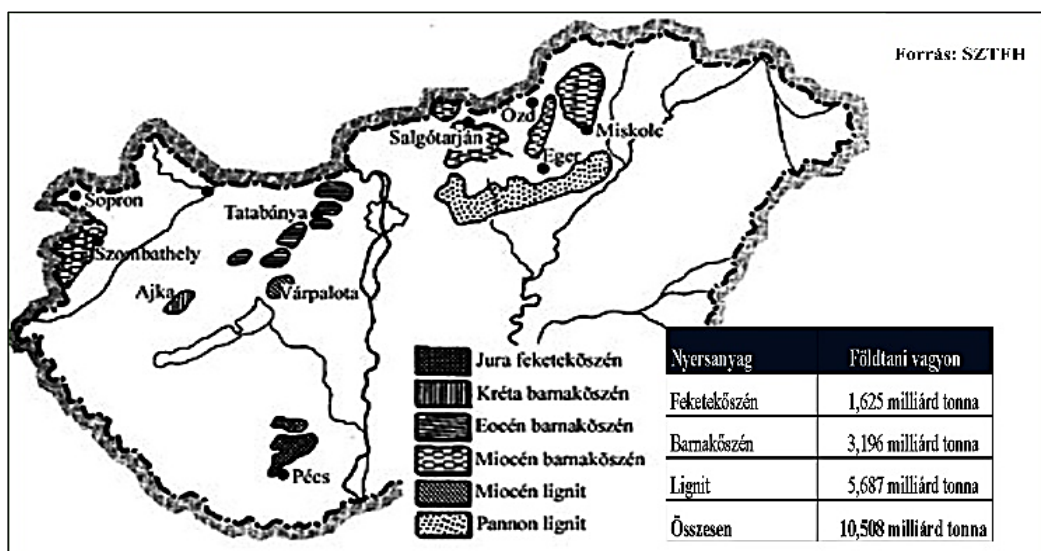 Forrás: SZTFH
Ózd
Salgótarján
Miskolc
Eger
Sopron
Tatabánya
Szombathely
Ajka
Várpalota
Pécs
Jura feketekőszén
Kréta barnakőszén
Eocén barnakőszén
Miocén barnakőszén
Miocén lignit
Pannon lignit
Nyersanyag Földtani vagyon
Feketekőszén 1,625 milliárd tonna
Barnakőszén 3,196 milliárd tonna
Lignit 5,687 milliárd tonna
Összesen 10,508 milliárd tonna